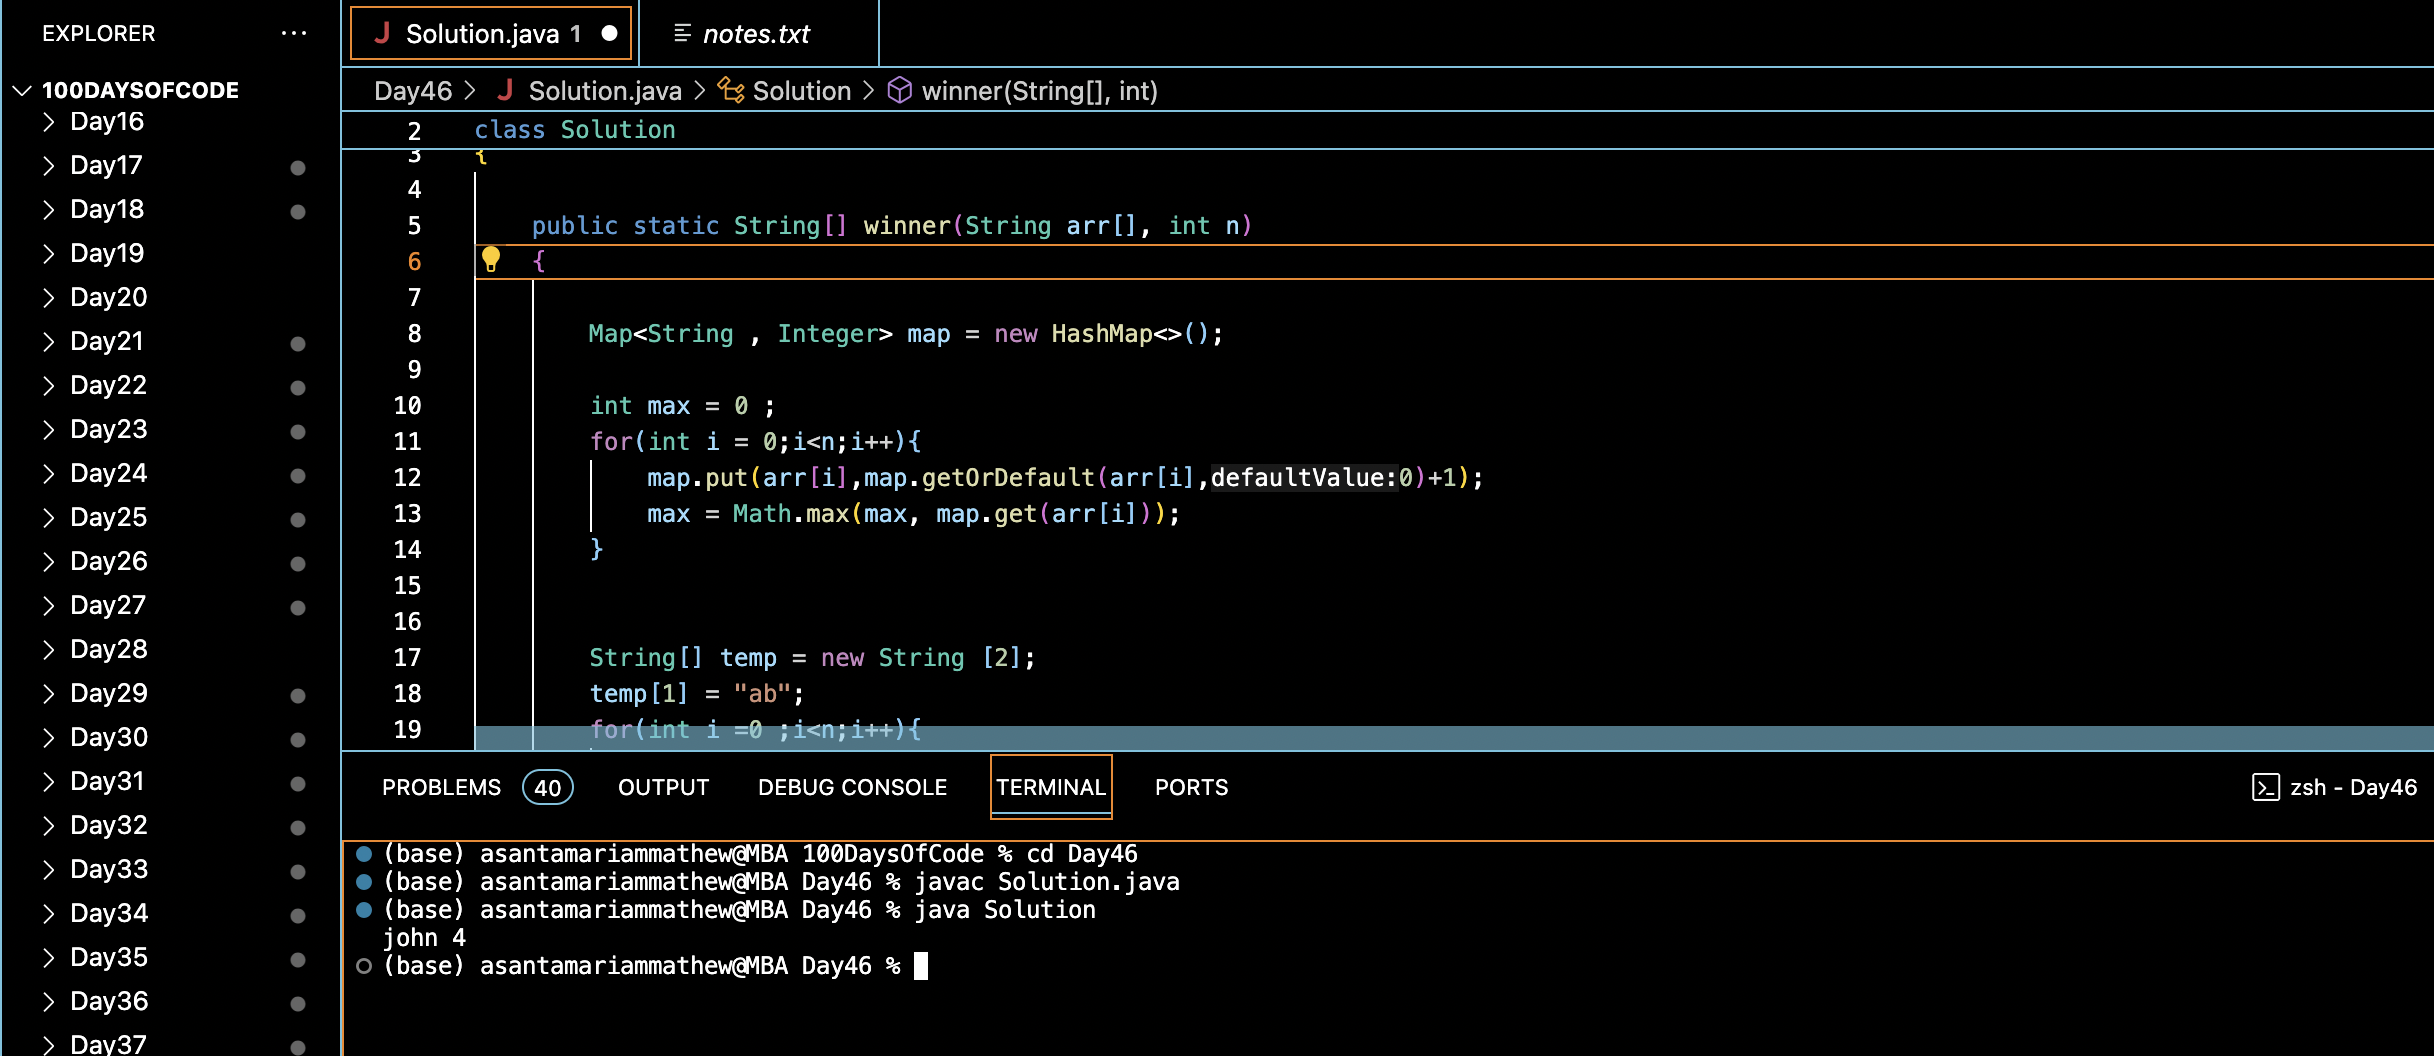 EXPLORER ...
100DAYSOFCODE
Day16
Day17
Day18
Day19
Day20
Day21
Day22
Day23
Day24
Day25
Day26
Day27
Day28
Day29
Day30
Day31
Day32
Day33
Day34
Day35
Day36
Day37
J Solution.java 1
notes.txt
Day46 > J Solution.java > Solution > winner(String[], int)
2 class Solution
3 {
4
5 public static String[] winner(String arr[], int n)
6 {
7
8 Map<String , Integer> map = new HashMap<>();
9
10 int max = 0 ;
11 for(int i = 0;i<n;i++){
12 map.put(arr[i],map.getOrDefault(arr[i],defaultValue:0)+1);
13 max = Math.max(max, map.get(arr[i]));
14 }
15
16
17 String[] temp = new String [2];
18 temp[1] = "ab";
19 for(int i =0 ;i<n;i++){
PROBLEMS 40 OUTPUT DEBUG CONSOLE TERMINAL PORTS zsh - Day46
(base) asantamariammathew@MBA 100DaysOfCode % cd Day46
(base) asantamariammathew@MBA Day46 % javac Solution.java
(base) asantamariammathew@MBA Day46 % java Solution
john 4
(base) asantamariammathew@MBA Day46 %